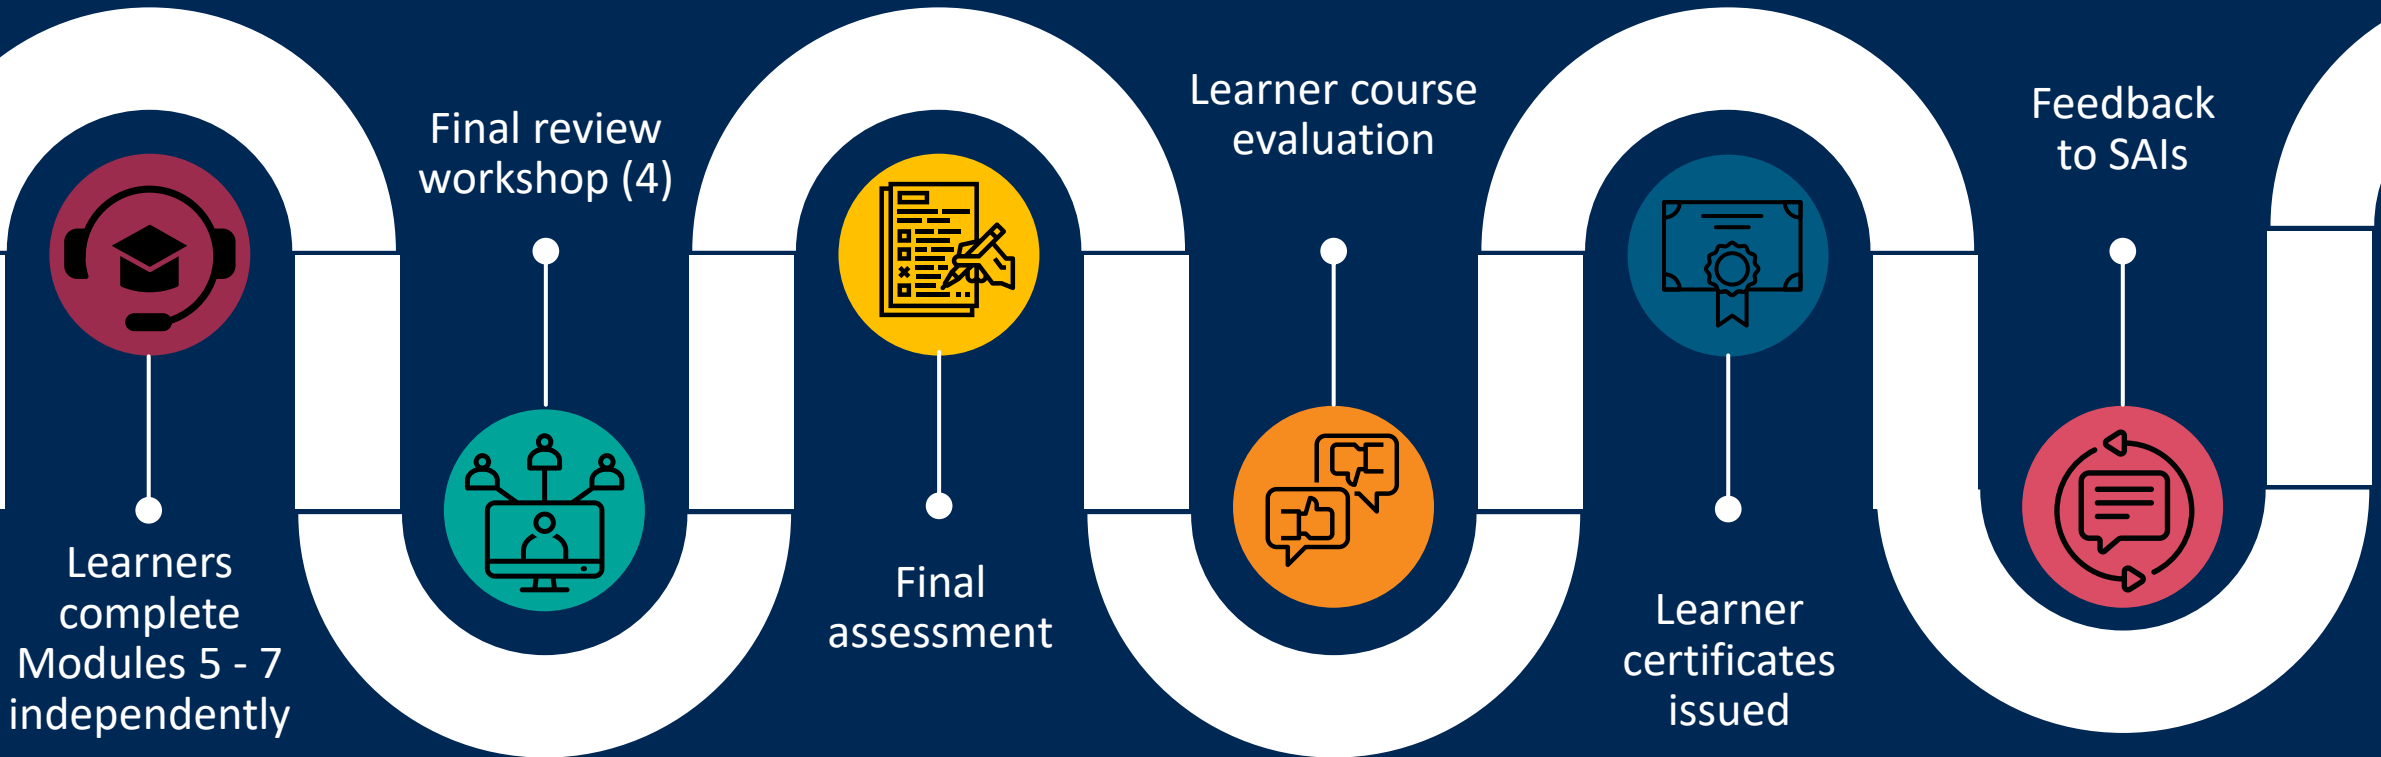 Learners
complete
Modules 5 - 7
independently
Final review
workshop (4)
Final
assessment
Learner course
evaluation
Learner
certificates
issued
Feedback
to SAIs